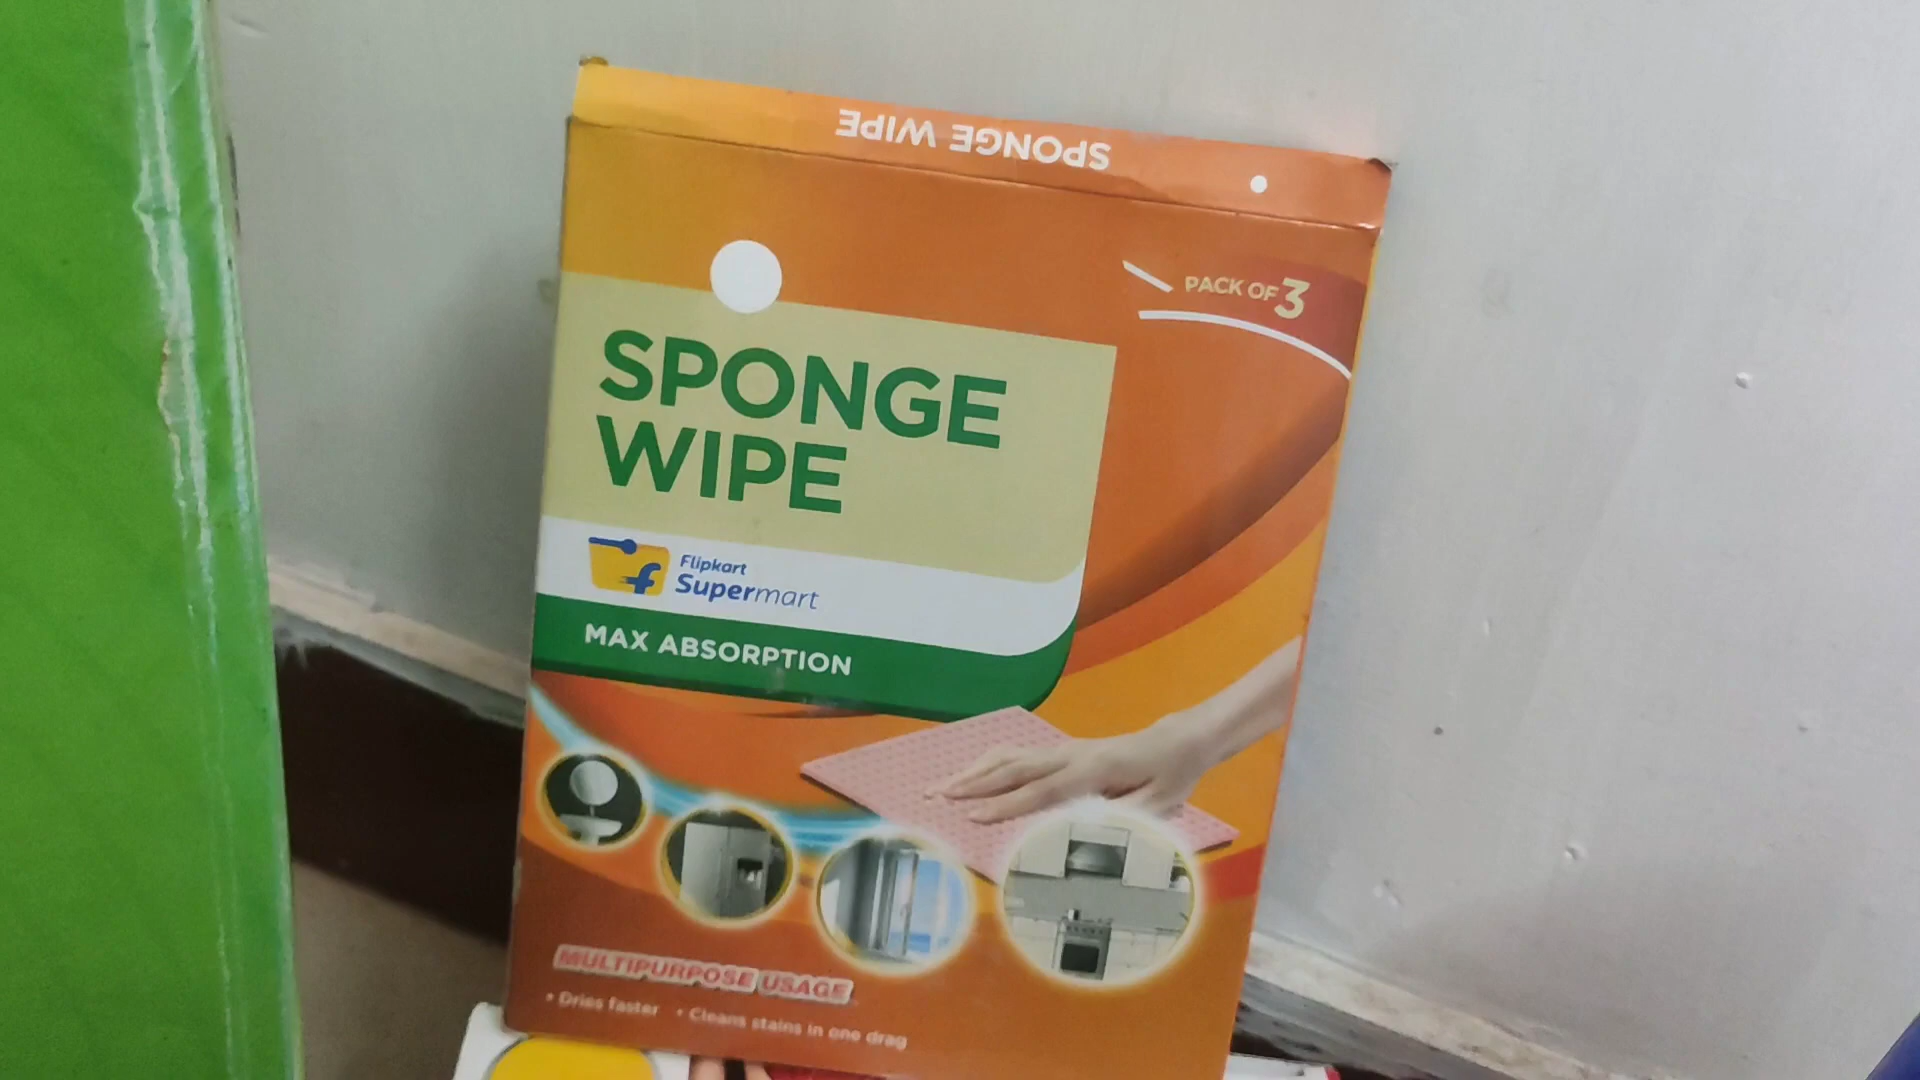 SPONGE WIPE
PACK OF 3
SPONGE
WIPE
Flipkart
Supermart
MAX ABSORPTION
MULTIPURPOSE USAGE
• Dries faster • Cleans stains in one drag